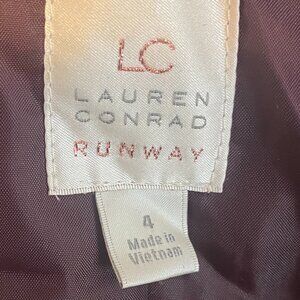 LC
LAUREN
CONRAD
RUNWAY
4
Made in
Vietnam